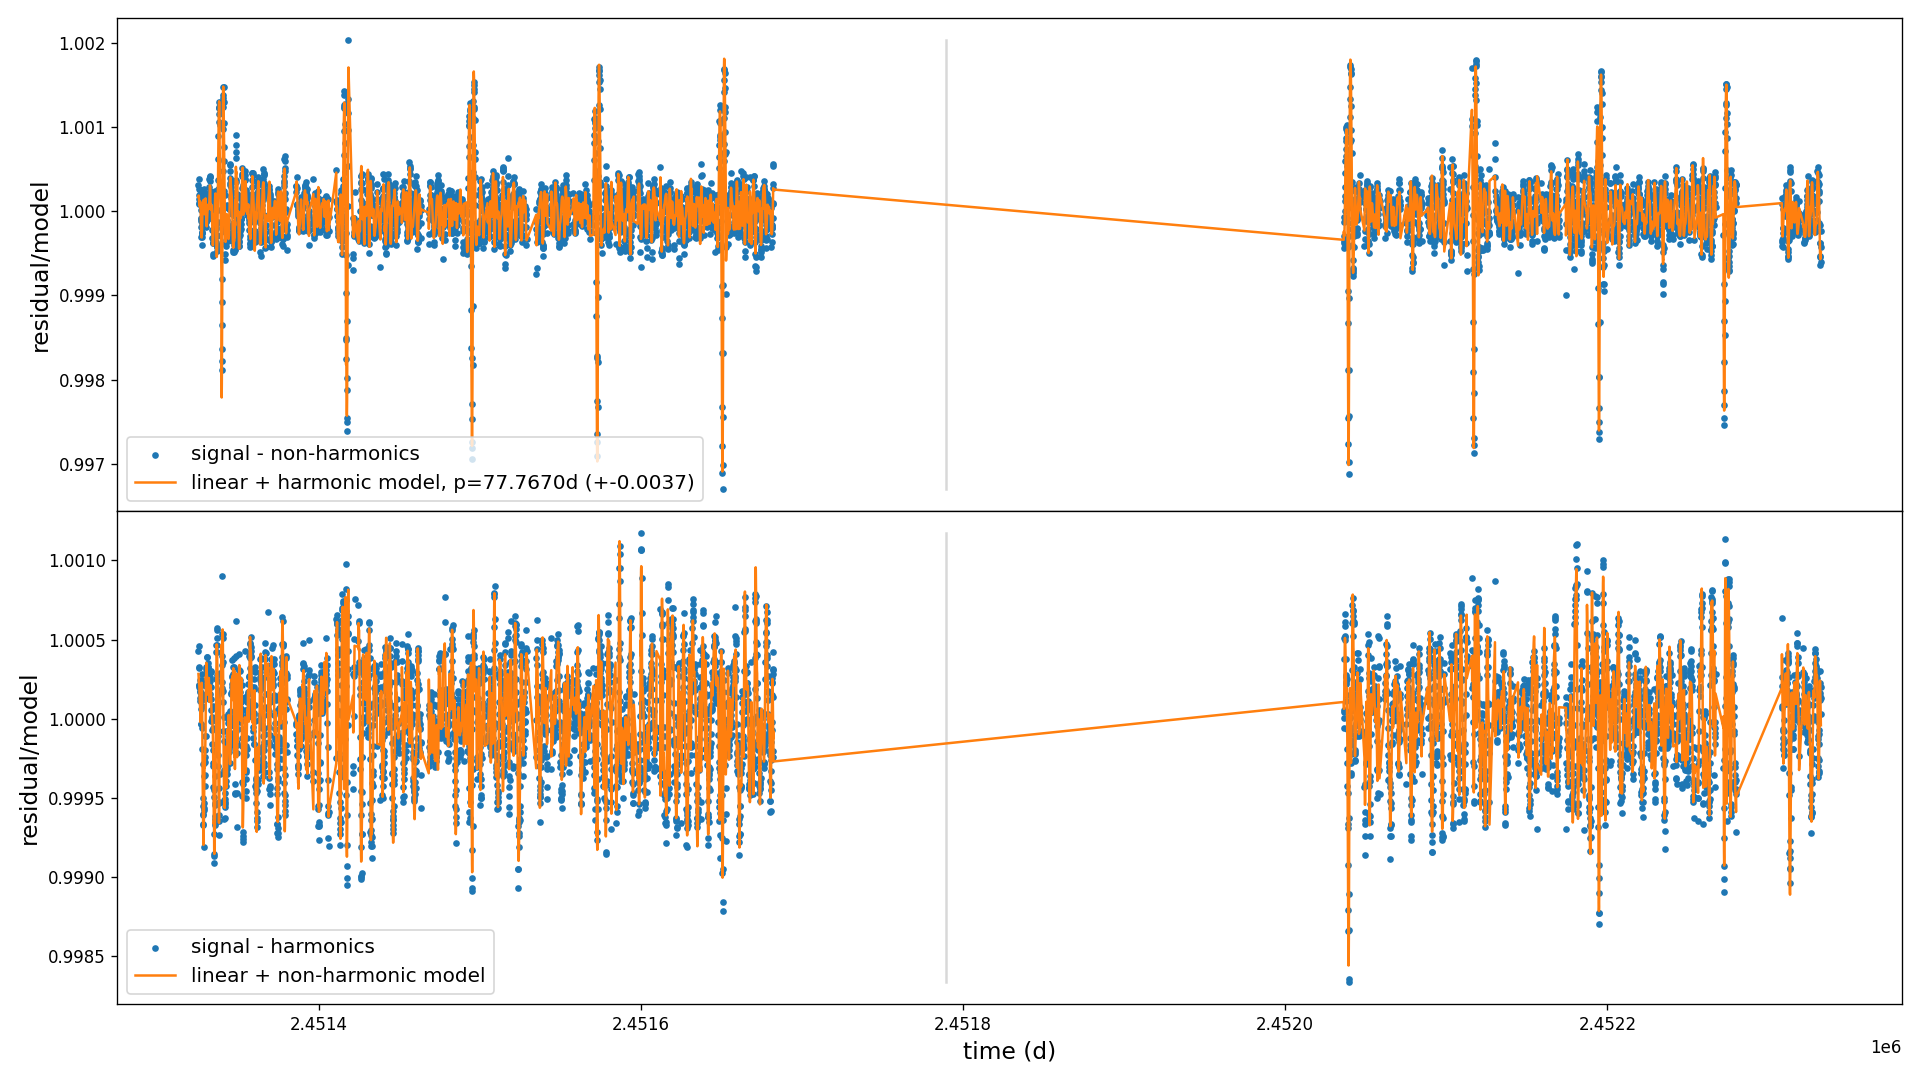 1.002
1.001
1.000
0.999
0.998
0.997
residual/model
signal - non-harmonics
linear + harmonic model, p=77.7670d (+-0.0037)
1.0010
1.0005
1.0000
0.9995
0.9990
0.9985
residual/model
signal - harmonics
linear + non-harmonic model
2.4514 2.4516 2.4518 2.4520 2.4522
time (d)
1e6